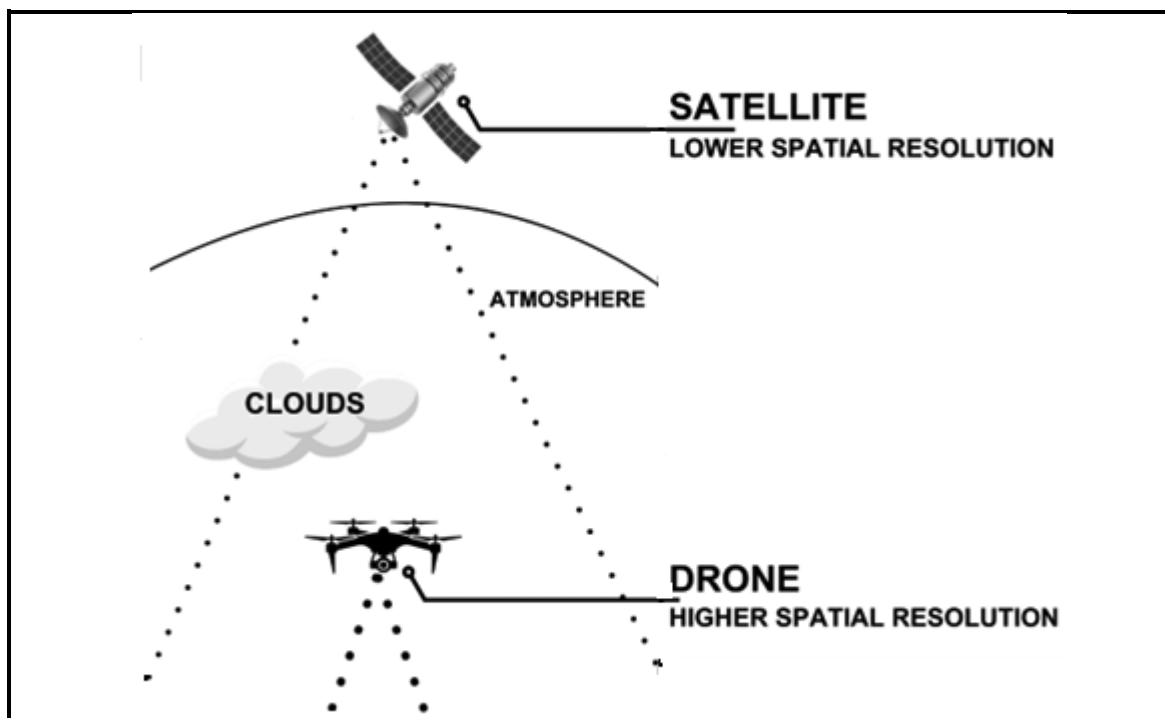 SATELLITE
LOWER SPATIAL RESOLUTION
ATMOSPHERE
CLOUDS
DRONE
HIGHER SPATIAL RESOLUTION